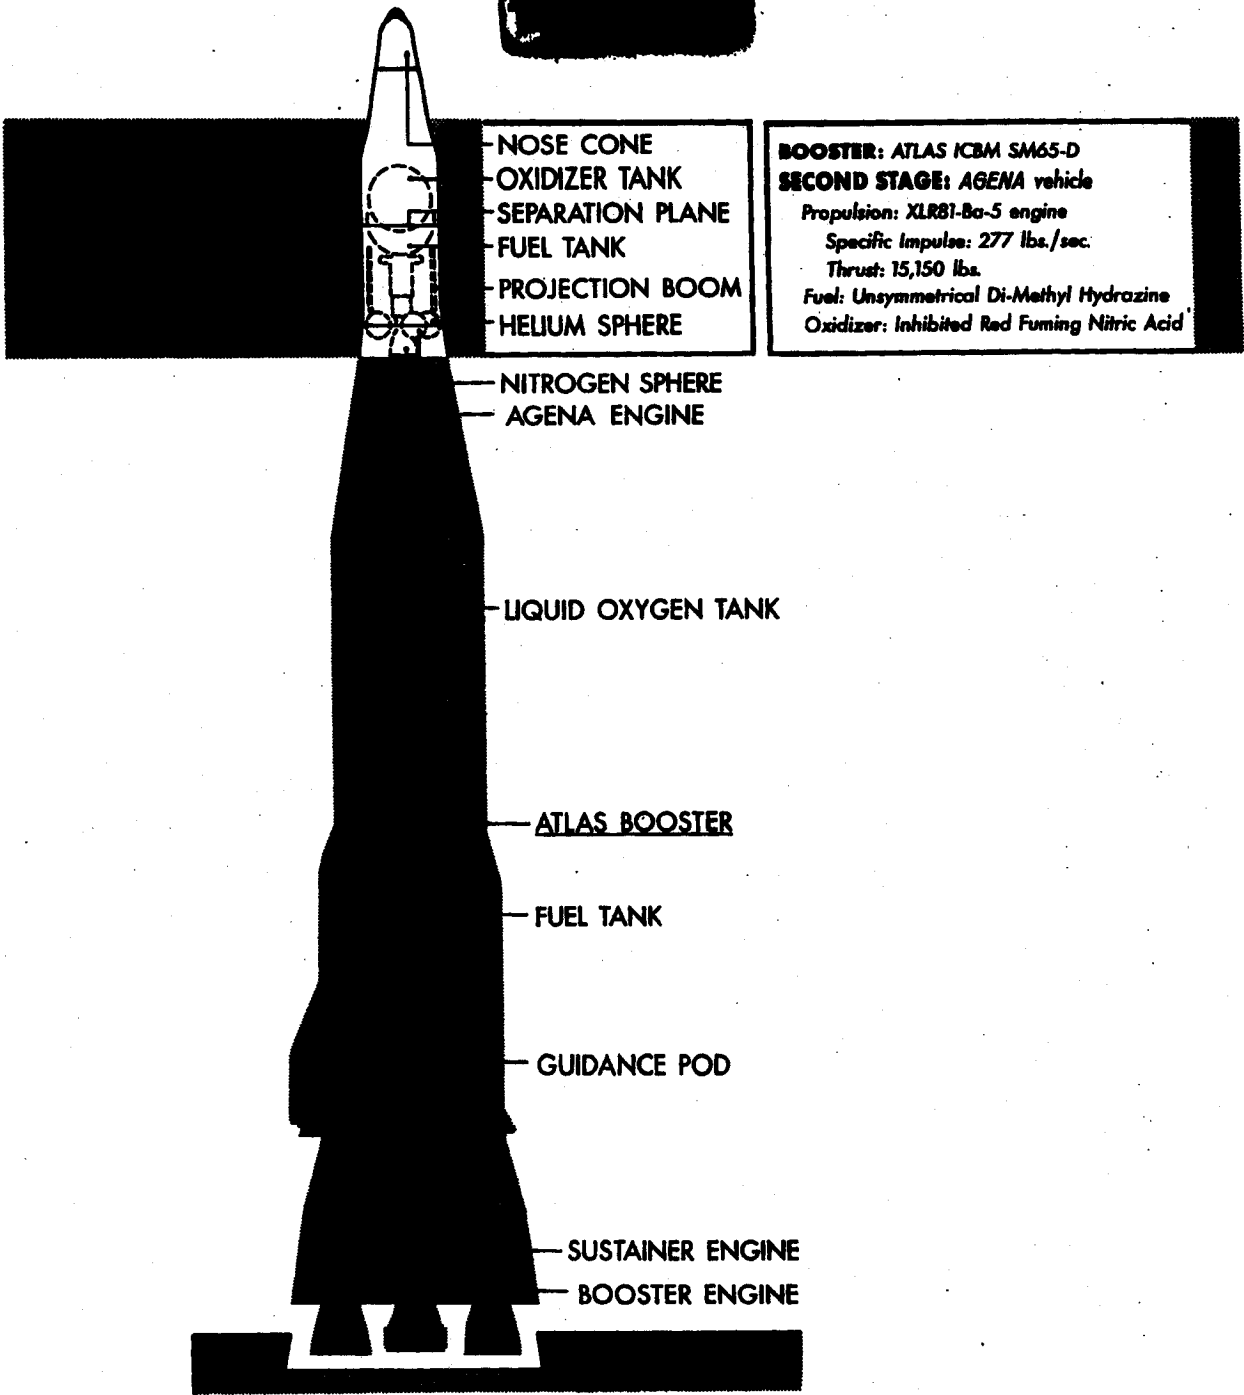 NOSE CONE
OXIDIZER TANK
SEPARATION PLANE
FUEL TANK
PROJECTION BOOM
HELIUM SPHERE
BOOSTER: ATLAS ICBM SM65-D
SECOND STAGE: AGENA vehicle
Propulsion: XLR81-Ba-5 engine
Specific Impulse: 277 lbs./sec.
Thrust: 15,150 lbs.
Fuel: Unsymmetrical Di-Methyl Hydrazine
Oxidizer: Inhibited Red Fuming Nitric Acid
NITROGEN SPHERE
AGENA ENGINE
LIQUID OXYGEN TANK
ATLAS BOOSTER
FUEL TANK
GUIDANCE POD
SUSTAINER ENGINE
BOOSTER ENGINE